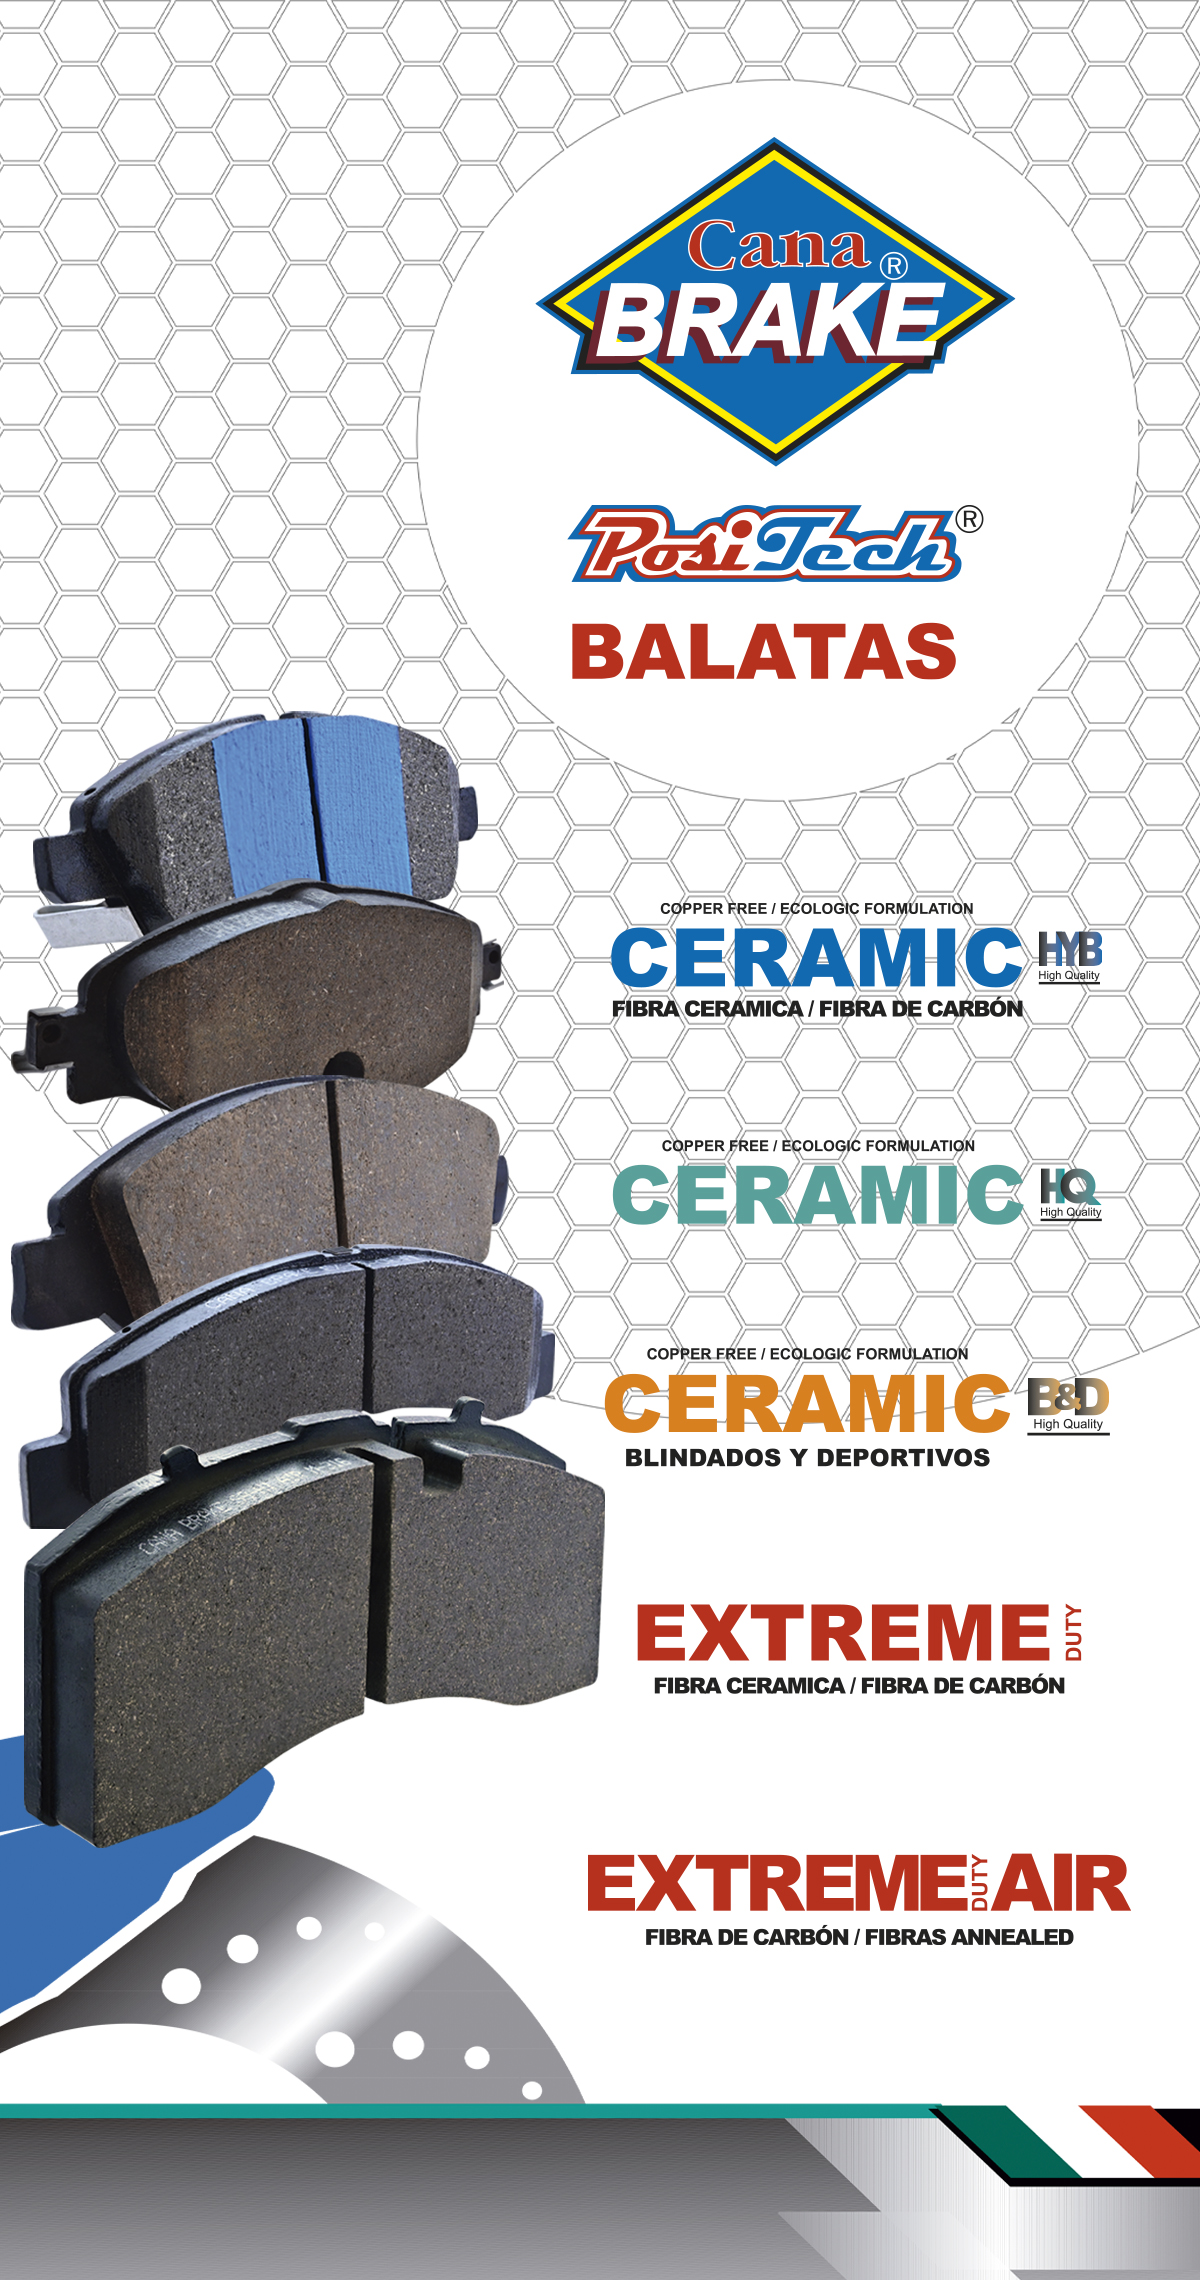 Cana ®
BRAKE
PosiTech ®
BALATAS
COPPER FREE / ECOLOGIC FORMULATION
CERAMIC HYB
High Quality
FIBRA CERAMICA / FIBRA DE CARBÓN
COPPER FREE / ECOLOGIC FORMULATION
CERAMIC HQ
High Quality
COPPER FREE / ECOLOGIC FORMULATION
CERAMIC B&D
High Quality
BLINDADOS Y DEPORTIVOS
CANA BRAKE
EXTREME DUTY
FIBRA CERAMICA / FIBRA DE CARBÓN
EXTREME DUTY AIR
FIBRA DE CARBÓN / FIBRAS ANNEALED